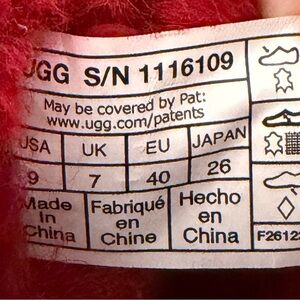 UGG S/N 1116109
May be covered by Pat:
www.ugg.com/patents
USA UK EU JAPAN
9 7 40 26
Made in China
Fabriqué en Chine
Hecho en China